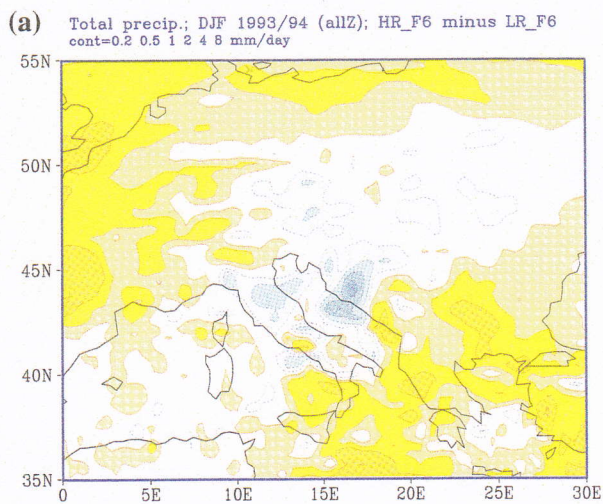 (a) Total precip.; DJF 1993/94 (allZ); HR_F6 minus LR_F6
cont=0.2 0.5 1 2 4 8 mm/day
55N
50N
45N
40N
35N
0 5E 10E 15E 20E 25E 30E